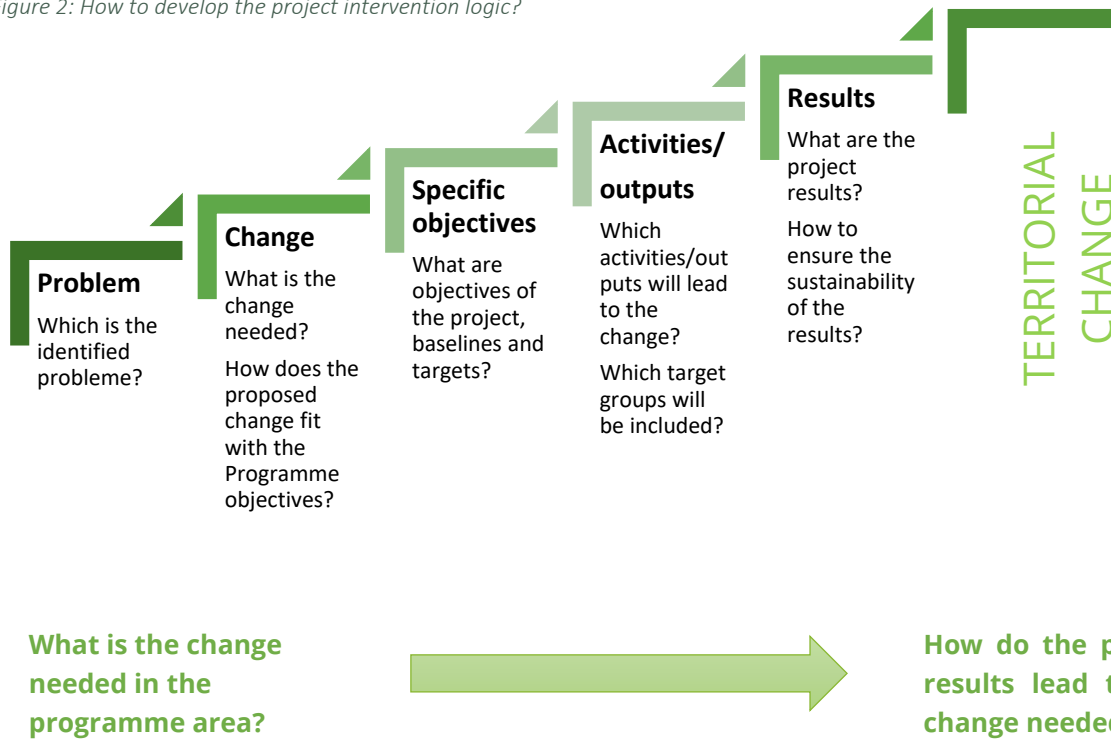 igure 2: How to develop the project intervention logic?
Problem
Which is the
identified
probleme?
Change
What is the
change
needed?
How does the
proposed
change fit
with the
Programme
objectives?
Specific
objectives
What are
objectives of
the project,
baselines and
targets?
Activities/
outputs
Which
activities/out
puts will lead
to the
change?
Which target
groups will
be included?
Results
What are the
project
results?
How to
ensure the
sustainability
of the
results?
TERRITORIAL
CHANGE
What is the change
needed in the
programme area?
How do the p
results lead t
change neede